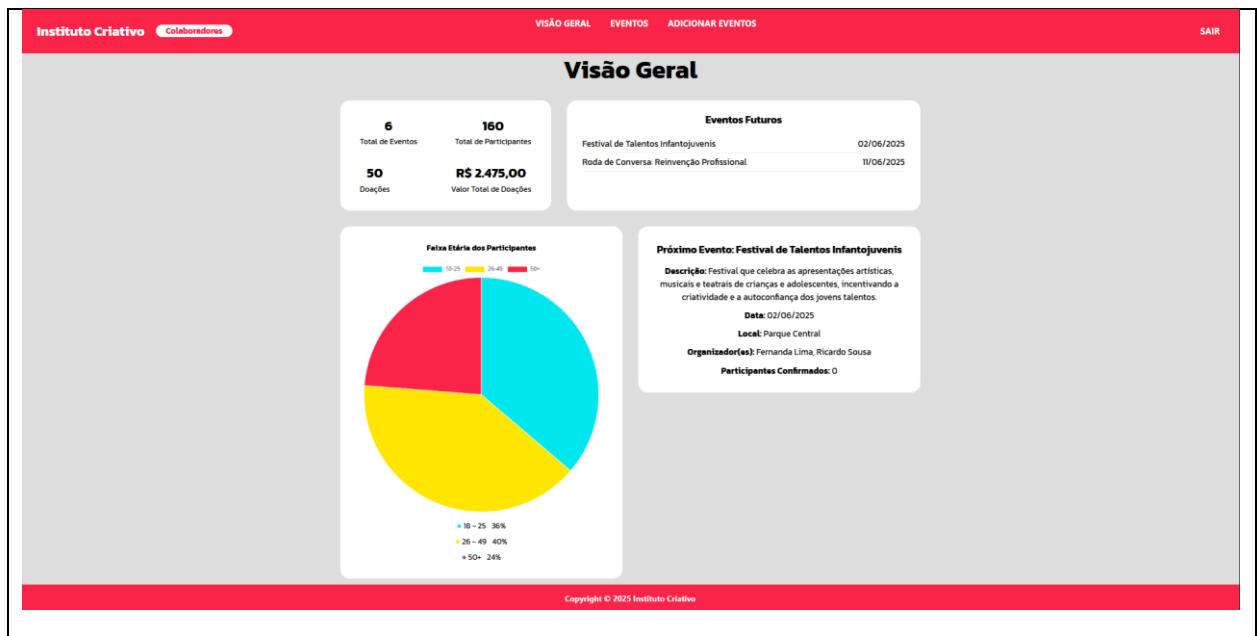 Instituto Criativo Colaboradores VISÃO GERAL EVENTOS ADICIONAR EVENTOS SAIR
Visão Geral
6 160
Total de Eventos Total de Participantes
50 R$ 2.475,00
Doações Valor Total de Doações
Eventos Futuros
Festival de Talentos Infantojuvenis 02/06/2025
Roda de Conversa: Reinvenção Profissional 11/06/2025
Faixa Etária dos Participantes
18-25 26-49 50+
18 – 25 36%
26 – 49 40%
50+ 24%
Próximo Evento: Festival de Talentos Infantojuvenis
Descrição: Festival que celebra as apresentações artísticas,
musicais e teatrais de crianças e adolescentes, incentivando a
criatividade e a autoconfiança dos jovens talentos.
Data: 02/06/2025
Local: Parque Central
Organizador(es): Fernanda Lima, Ricardo Sousa
Participantes Confirmados: 0
Copyright © 2025 Instituto Criativo